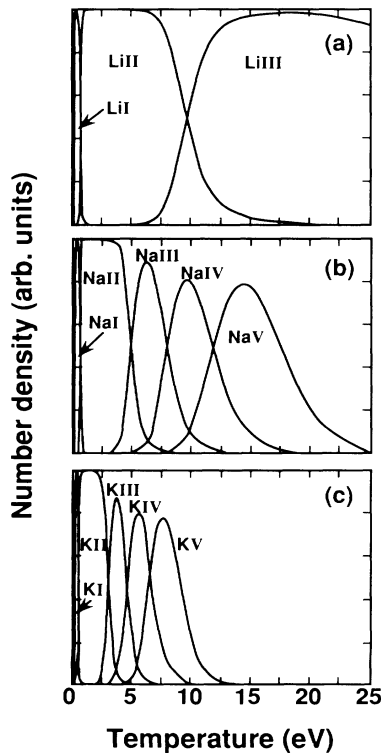 (a)
LiII
LiIII
LiI
(b)
NaIII
NaII
NaIV
NaI
NaV
(c)
KIII
KIV
KII
KV
KI
0 5 10 15 20 25
Temperature (eV)
Number density (arb. units)